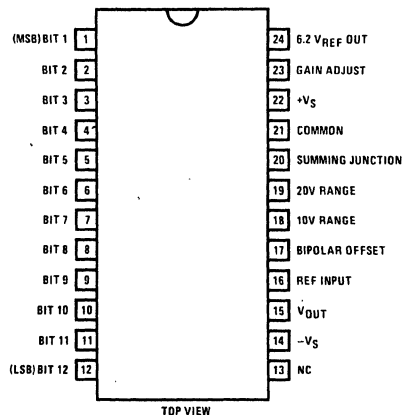 (MSB) BIT 1 1 24 6.2 VREF OUT
BIT 2 2 23 GAIN ADJUST
BIT 3 3 22 +VS
BIT 4 4 21 COMMON
BIT 5 5 20 SUMMING JUNCTION
BIT 6 6 19 20V RANGE
BIT 7 7 18 10V RANGE
BIT 8 8 17 BIPOLAR OFFSET
BIT 9 9 16 REF INPUT
BIT 10 10 15 VOUT
BIT 11 11 14 -VS
(LSB) BIT 12 12 13 NC
TOP VIEW